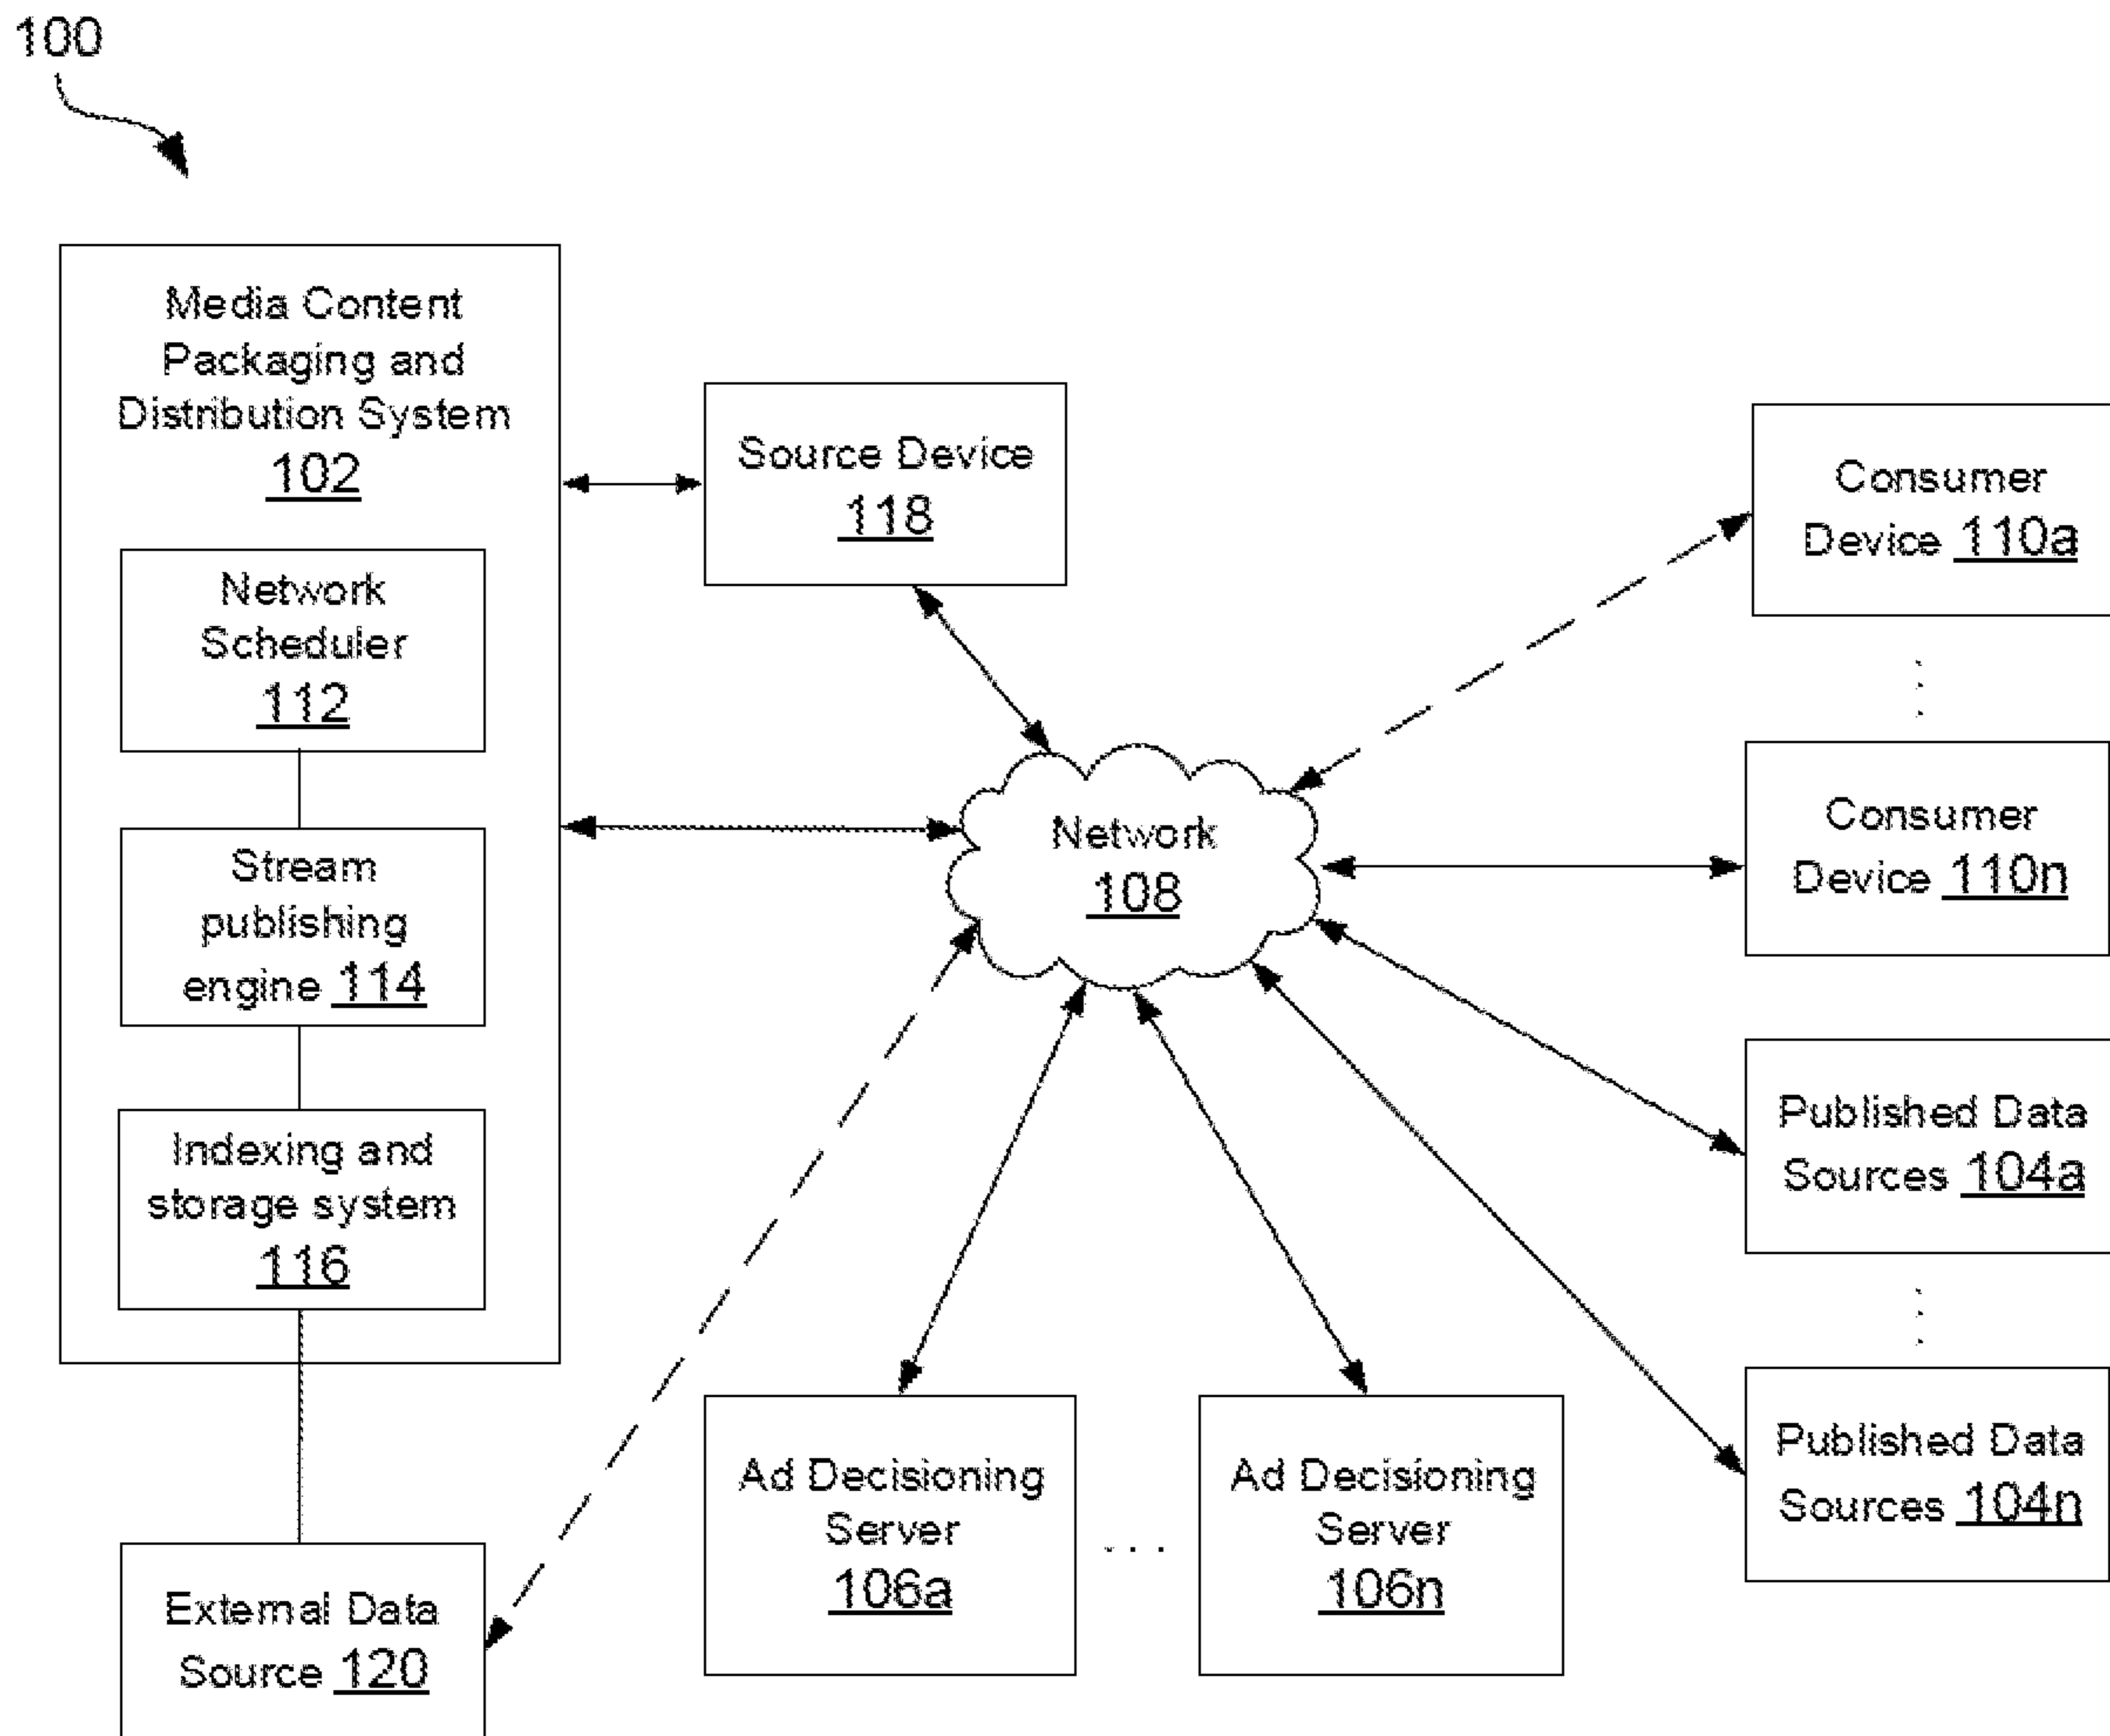 100
Media Content
Packaging and
Distribution System
102
Network
Scheduler
112
Stream
publishing
engine 114
Indexing and
storage system
116
External Data
Source 120
Source Device
118
Network
108
Ad Decisioning
Server
106a
. . .
Ad Decisioning
Server
106n
Consumer
Device 110a
Consumer
Device 110n
Published Data
Sources 104a
Published Data
Sources 104n